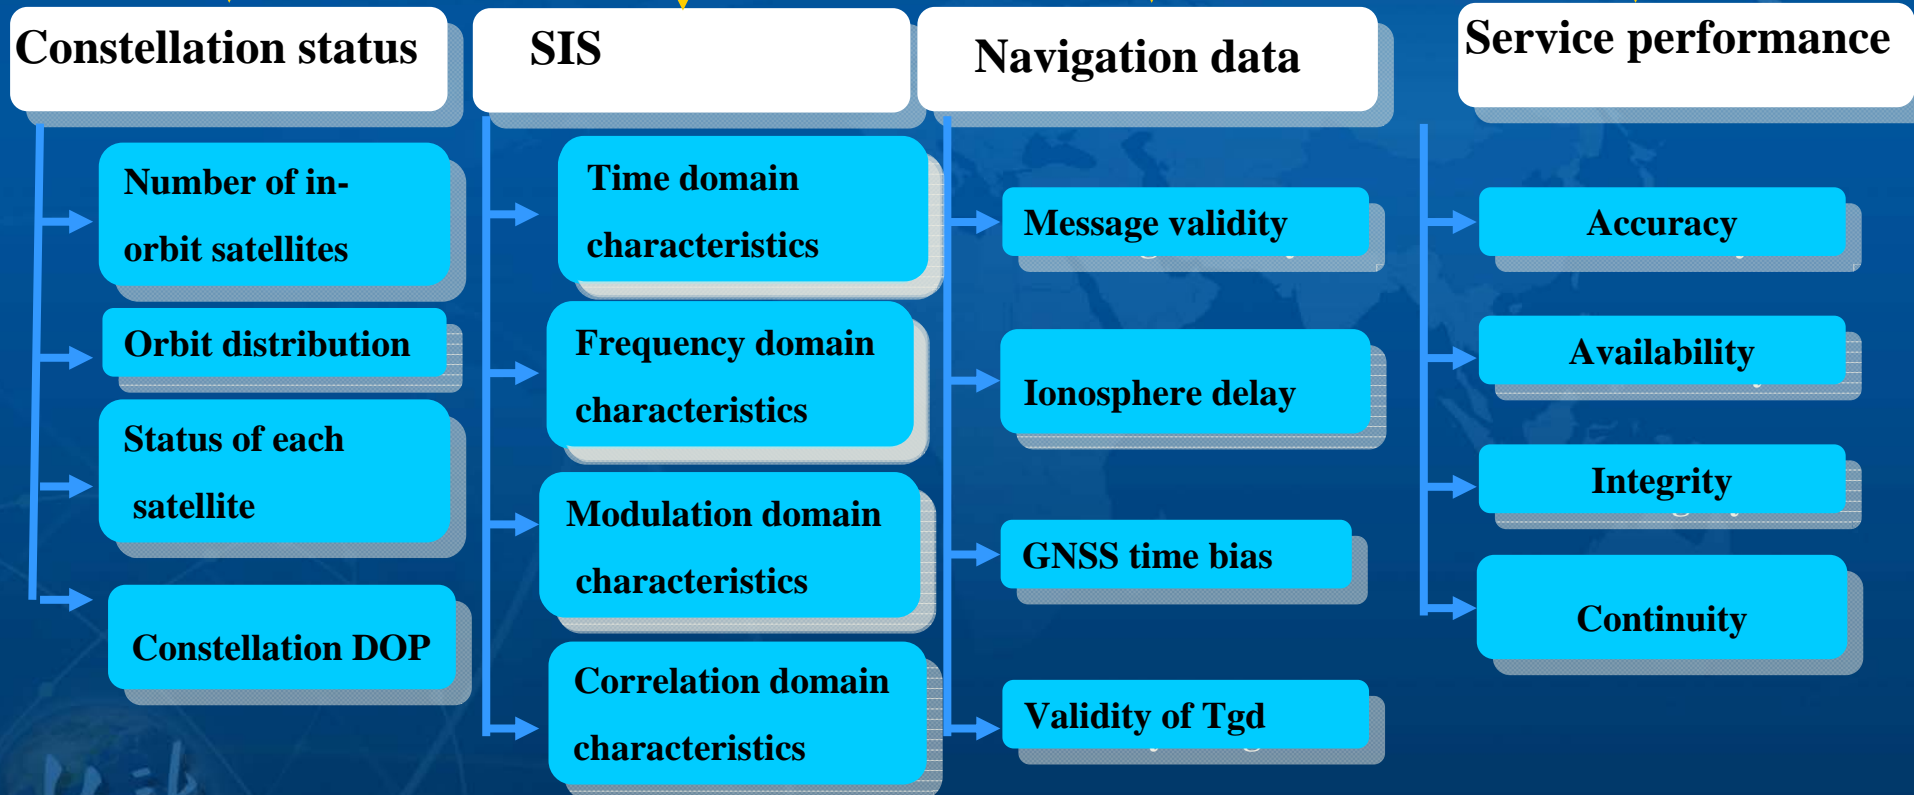 Constellation status
Number of in-
orbit satellites
Orbit distribution
Status of each
satellite
Constellation DOP
SIS
Time domain
characteristics
Frequency domain
characteristics
Modulation domain
characteristics
Correlation domain
characteristics
Navigation data
Message validity
Ionosphere delay
GNSS time bias
Validity of Tgd
Service performance
Accuracy
Availability
Integrity
Continuity